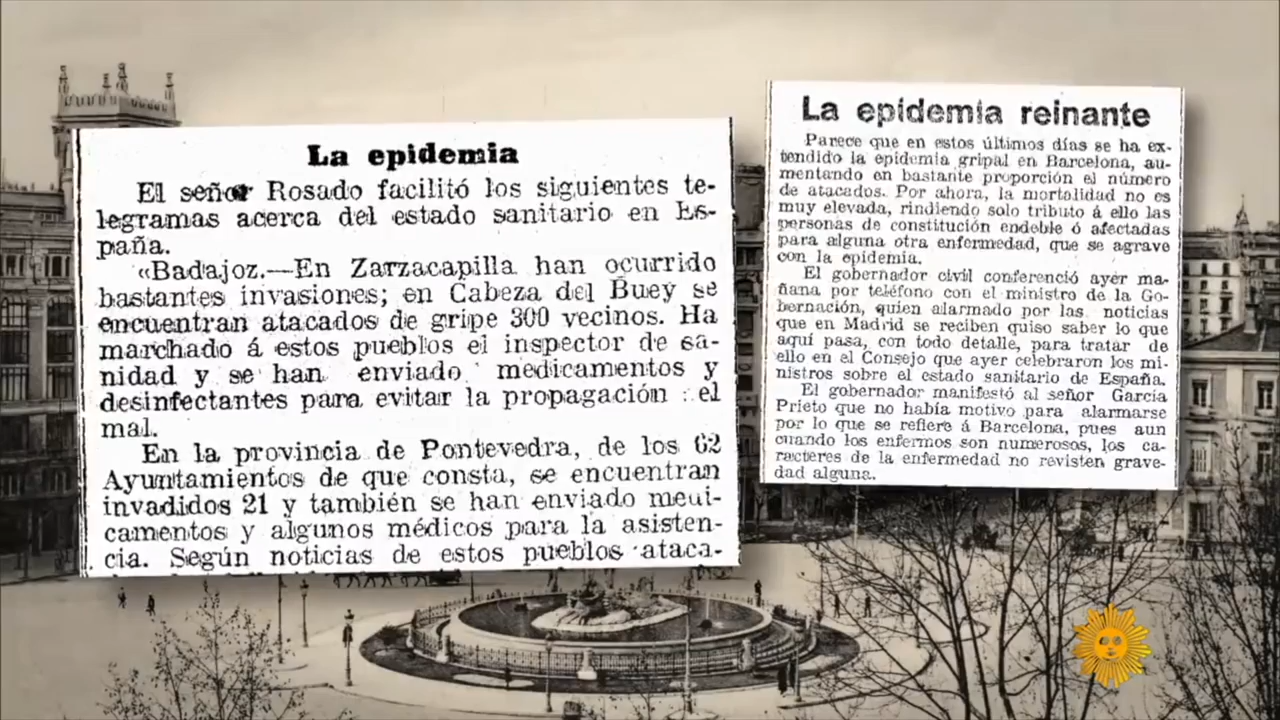 La epidemia
El señor Rosado facilitó los siguientes te-
legramas acerca del estado sanitario en Es-
paña.
«Badajoz.—En Zarzacapilla han ocurrido
bastantes invasiones; en Cabeza del Buey se
encuentran atacados de gripe 300 vecinos. Ha
marchado á estos pueblos el inspector de sa-
nidad y se han enviado medicamentos y
desinfectantes para evitar la propagación el
mal.
En la provincia de Pontevedra, de los 62
Ayuntamientos de que consta, se encuentran
invadidos 21 y también se han enviado medi-
camentos y algunos médicos para la asisten-
cia. Según noticias de estos pueblos ataca-
La epidemia reinante
Parece que en estos últimos días se ha ex-
tendido la epidemia gripal en Barcelona, au-
mentando en bastante proporción el número
de atacados. Por ahora, la mortalidad no es
muy elevada, rindiendo solo tributo á ello las
personas de constitución endeble ó afectadas
para alguna otra enfermedad, que se agrave
con la epidemia.
El gobernador civil conferenció ayer ma-
ñana por teléfono con el ministro de la Go-
bernación, quien alarmado por las noticias
que en Madrid se reciben quiso saber lo que
aquí pasa, con todo detalle, para tratar de
ello en el Consejo que ayer celebraron los mi-
nistros sobre el estado sanitario de España.
El gobernador manifestó al señor García
Prieto que no había motivo para alarmarse
por lo que se refiere á Barcelona, pues aun
cuando los enfermos son numerosos, los ca-
racteres de la enfermedad no revisten grave-
dad alguna.